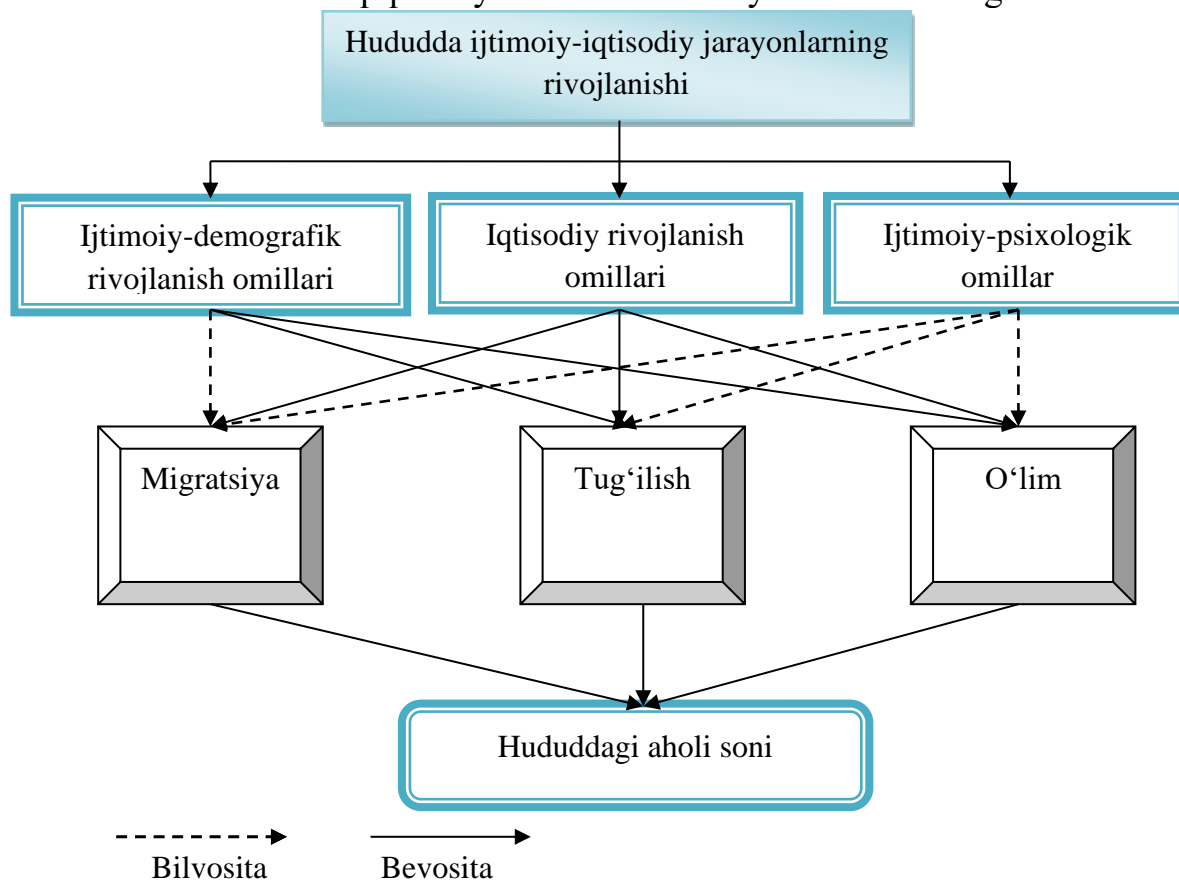 Hududda ijtimoiy-iqtisodiy jarayonlarning
rivojlanishi
Ijtimoiy-demografik
rivojlanish omillari
Iqtisodiy rivojlanish
omillari
Ijtimoiy-psixologik
omillar
Migratsiya
Tug‘ilish
O‘lim
Hududdagi aholi soni
Bilvosita
Bevosita